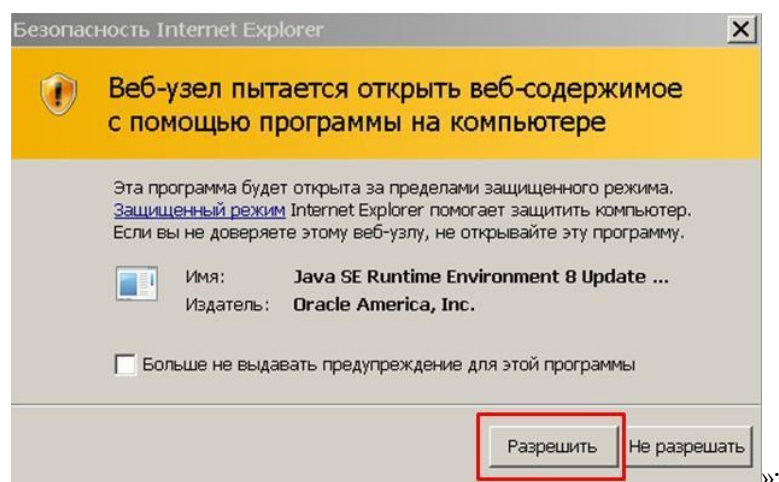 Безопасность Internet Explorer
Веб-узел пытается открыть веб-содержимое
с помощью программы на компьютере
Эта программа будет открыта за пределами защищенного режима.
Защищенный режим Internet Explorer помогает защитить компьютер.
Если вы не доверяете этому веб-узлу, не открывайте эту программу.
Имя: Java SE Runtime Environment 8 Update ...
Издатель: Oracle America, Inc.
Больше не выдавать предупреждение для этой программы
Разрешить Не разрешать
»: